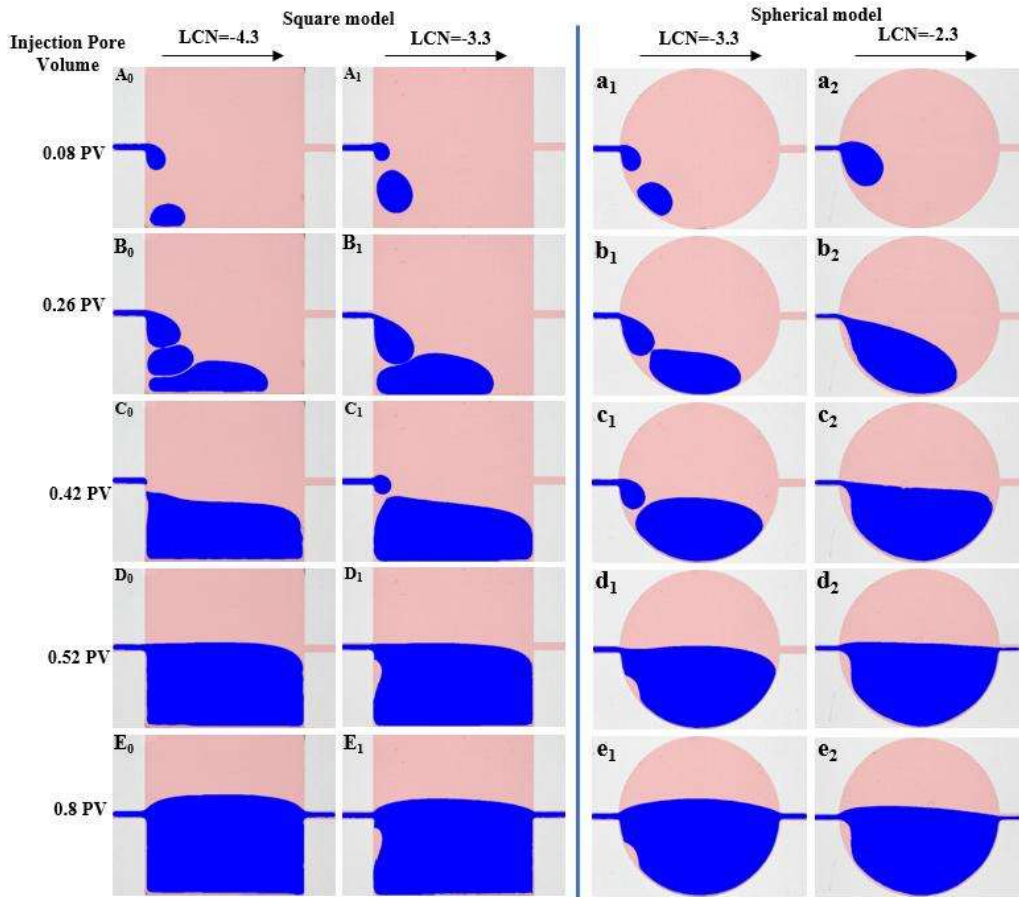 Square model
Spherical model
Injection Pore
Volume
LCN=-4.3
LCN=-3.3
LCN=-3.3
LCN=-2.3
A0
A1
a1
a2
0.08 PV
B0
B1
b1
b2
0.26 PV
C0
C1
c1
c2
0.42 PV
D0
D1
d1
d2
0.52 PV
E0
E1
e1
e2
0.8 PV